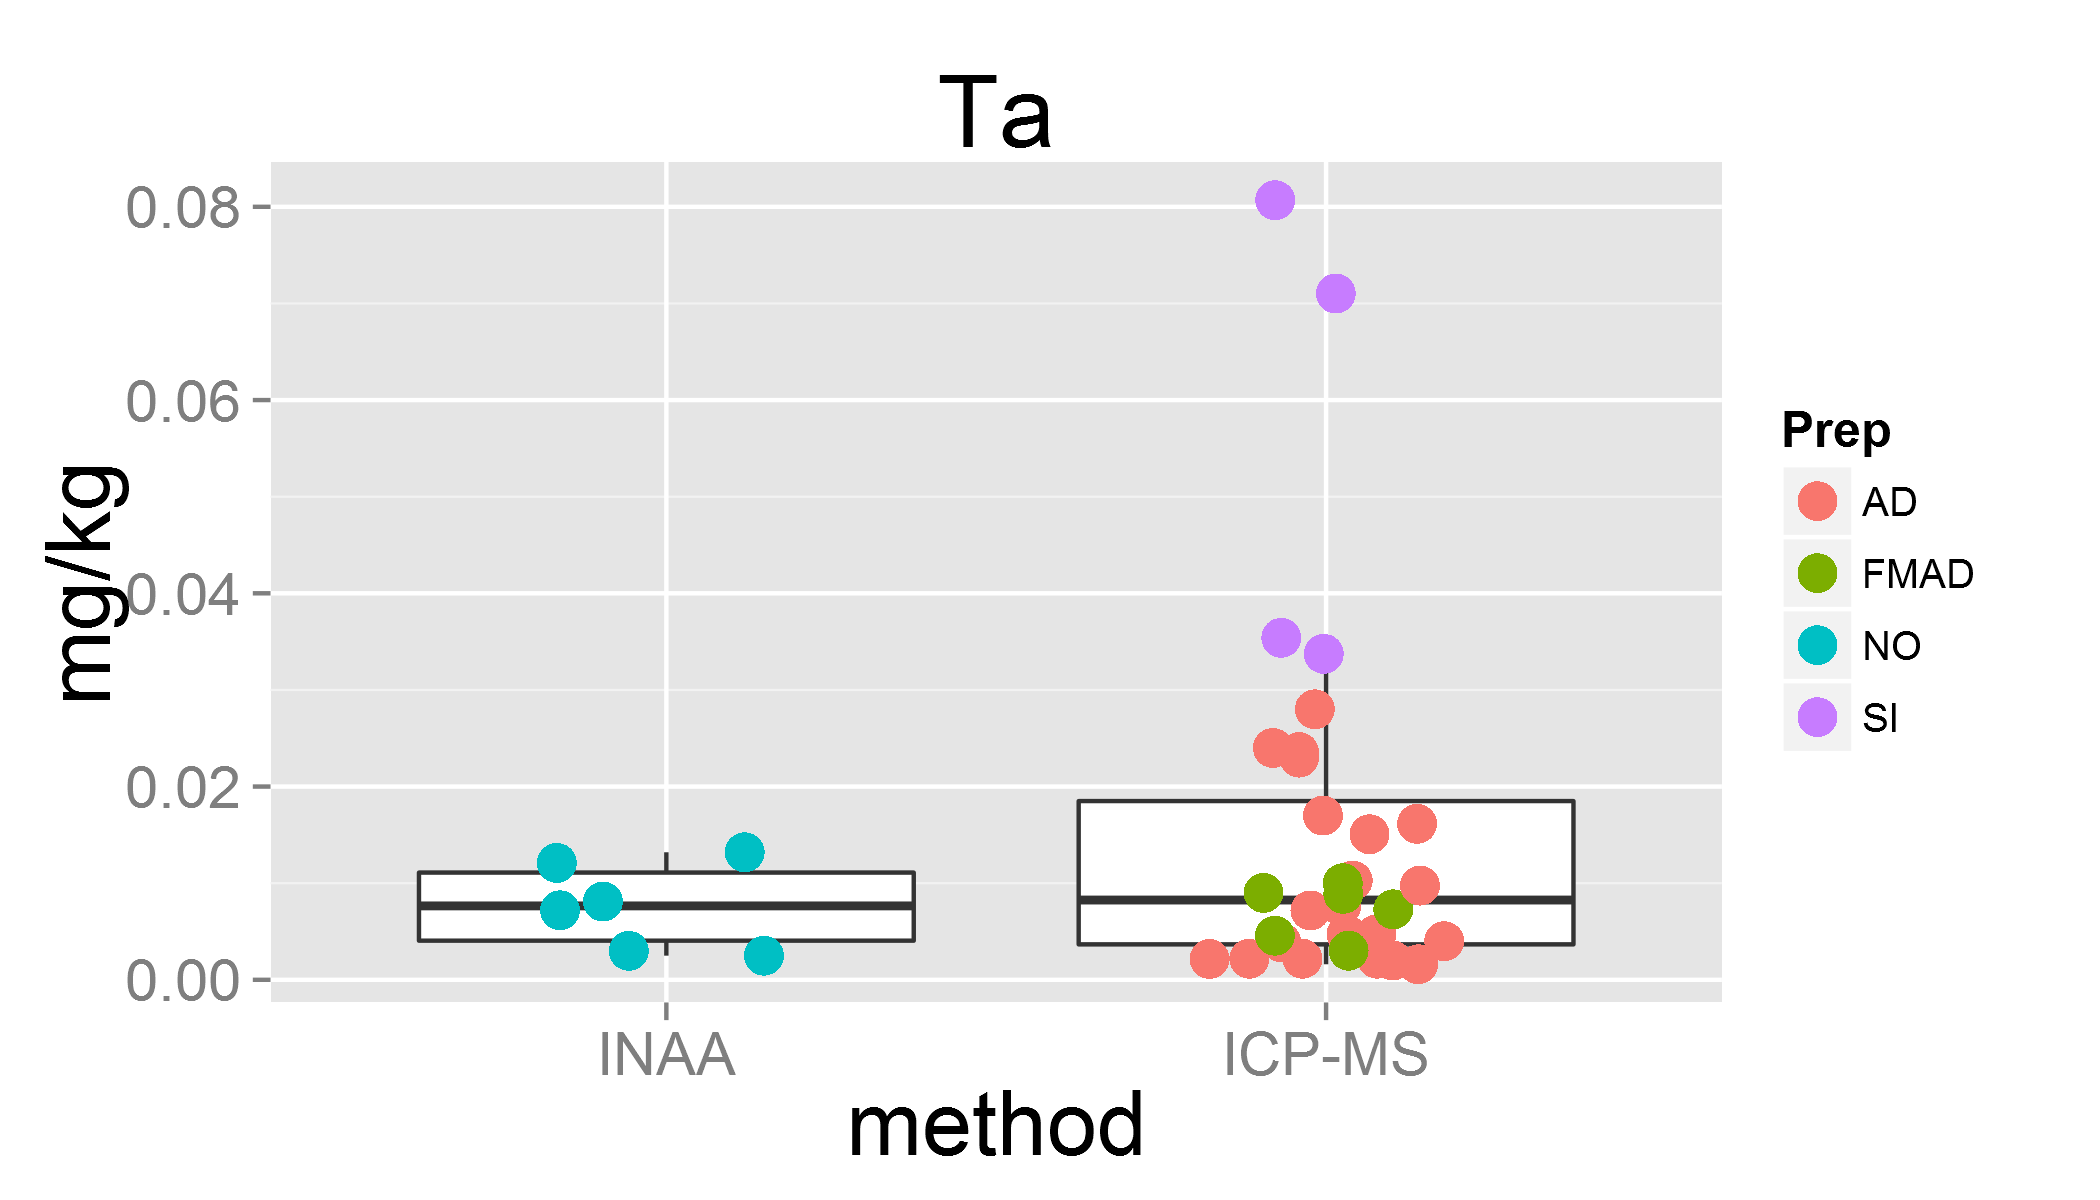 Ta
mg/kg
0.08
0.06
0.04
0.02
0.00
INAA
ICP-MS
method
Prep
AD
FMAD
NO
SI